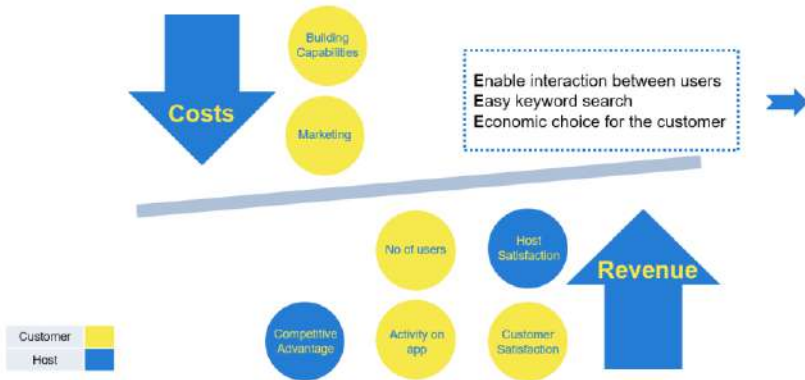 Building
Capabilities
Costs
Marketing
Enable interaction between users
Easy keyword search
Economic choice for the customer
No of users
Host
Satisfaction
Revenue
Competitive
Advantage
Activity on
app
Customer
Satisfaction
Customer
Host